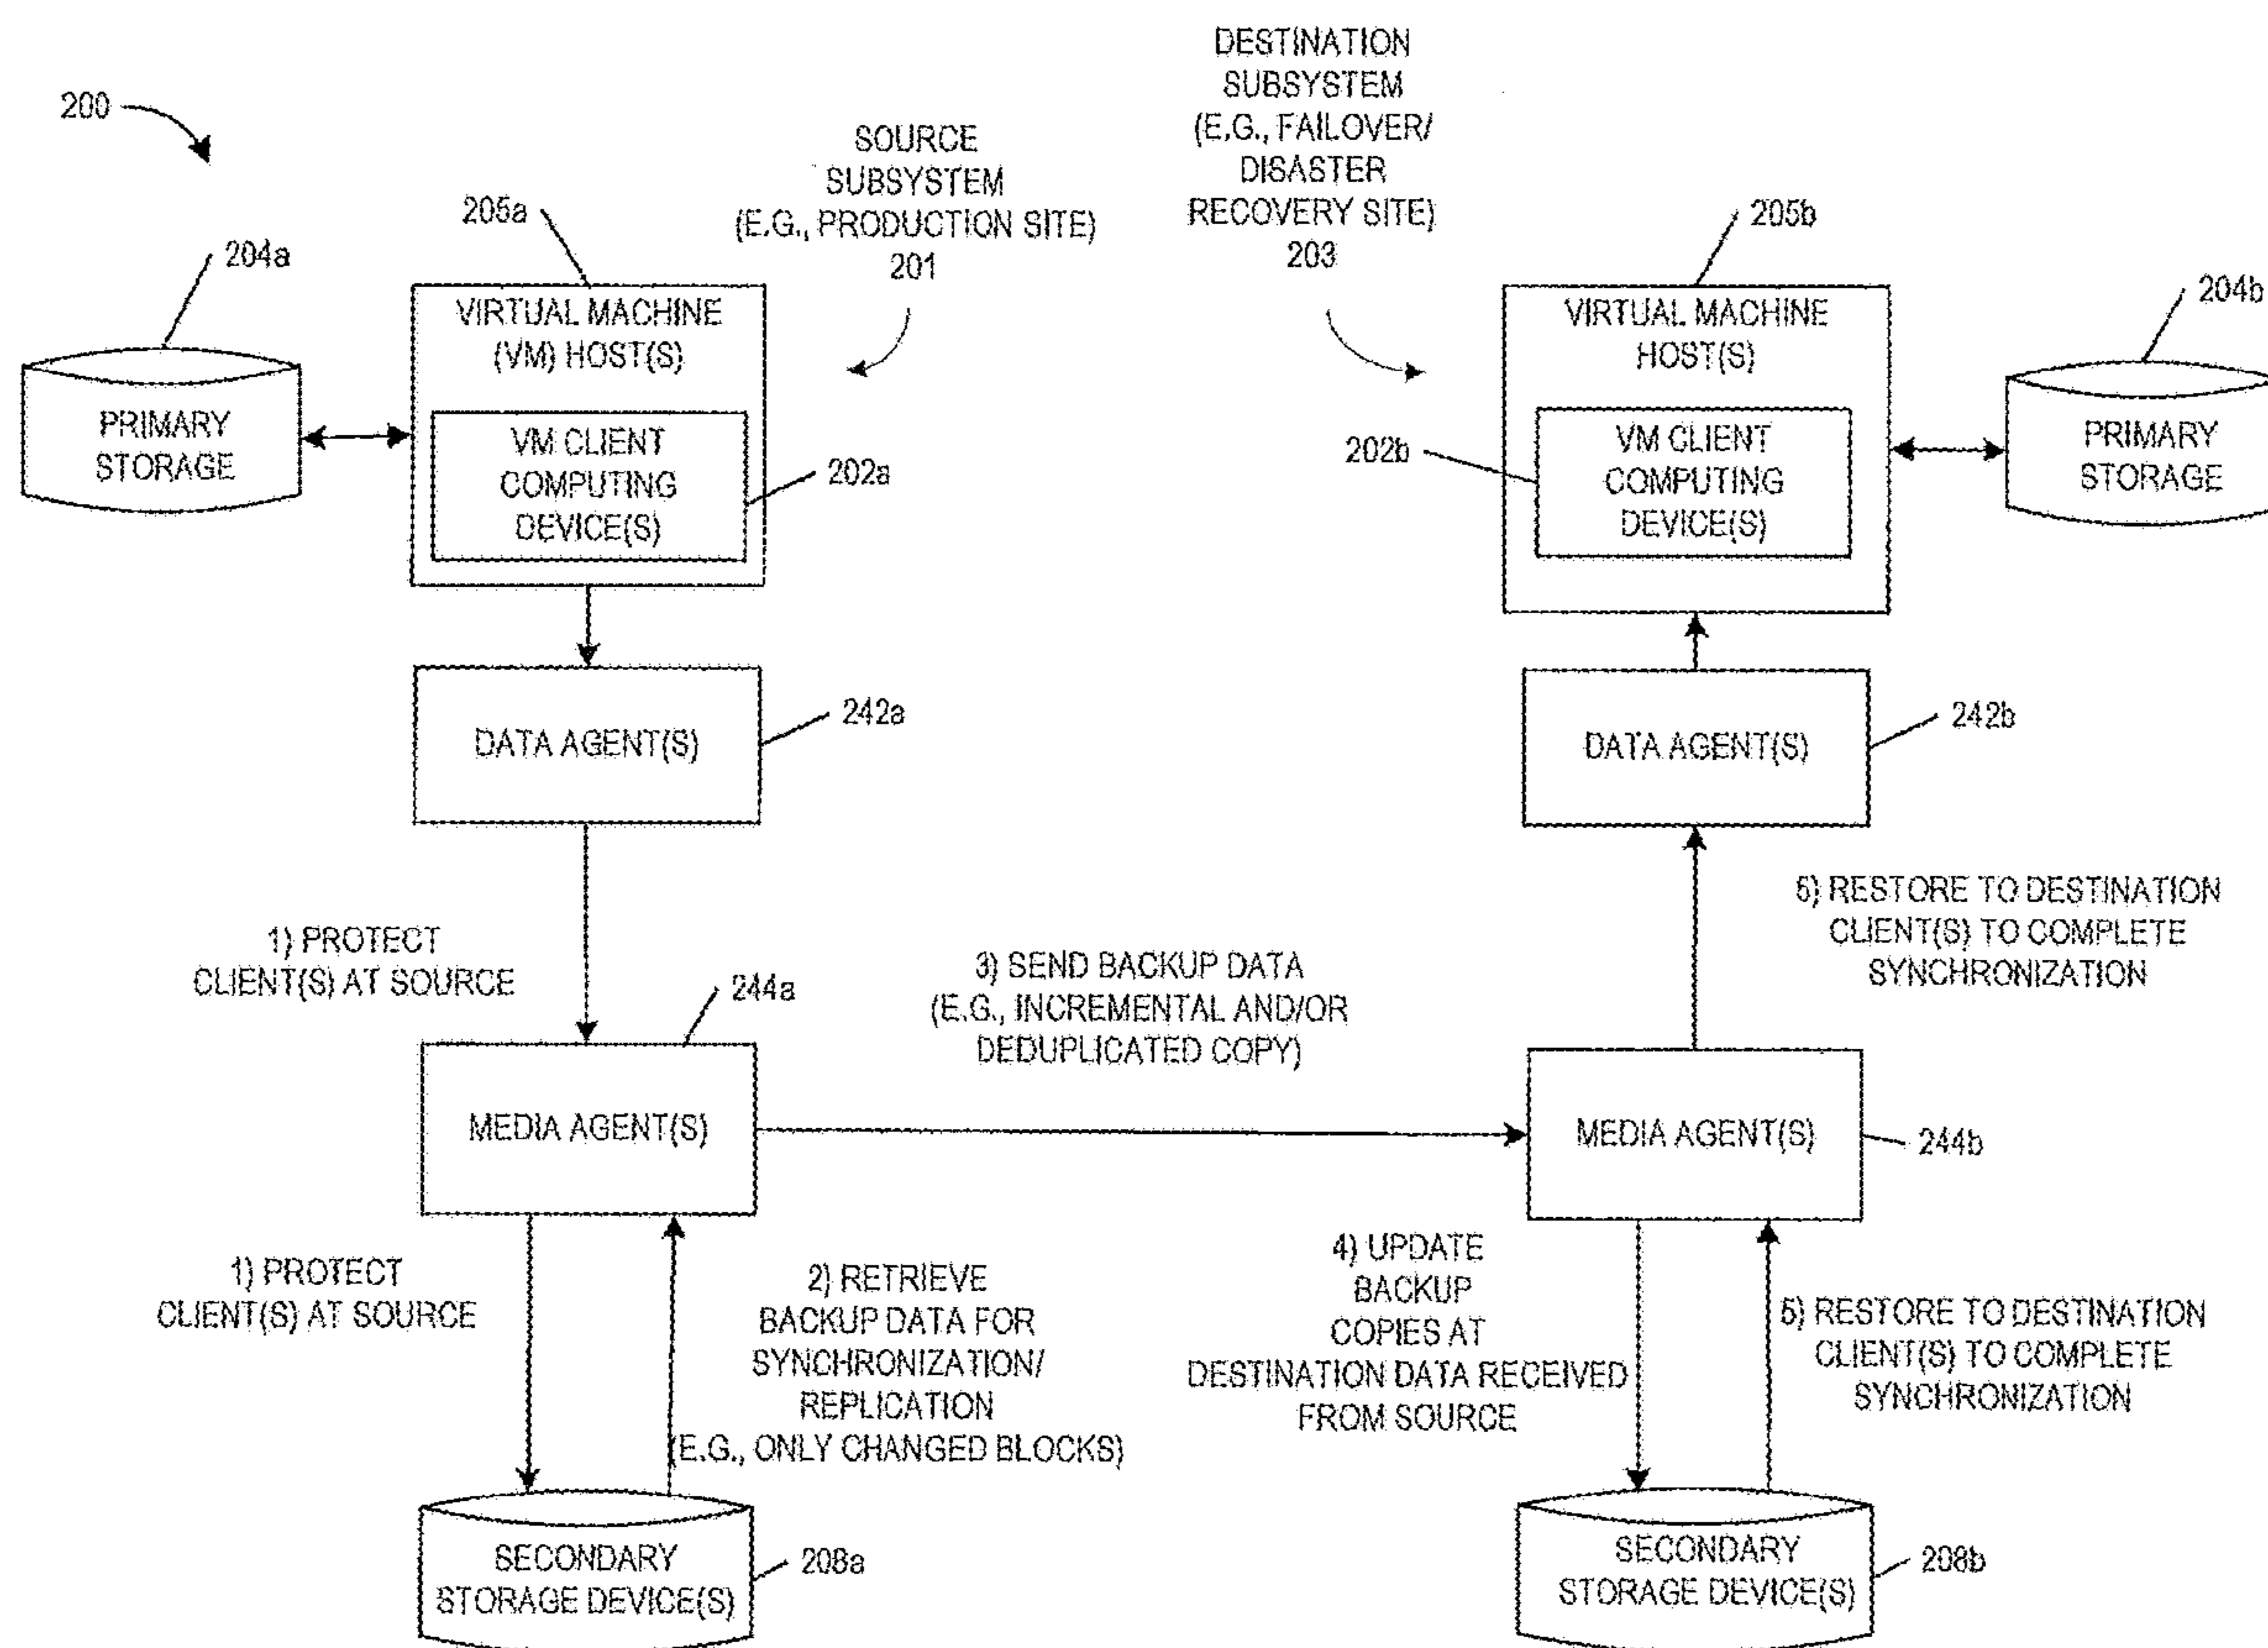 200
SOURCE
SUBSYSTEM
(E.G., PRODUCTION SITE)
201
DESTINATION
SUBSYSTEM
(E.G., FAILOVER/
DISASTER
RECOVERY SITE)
203
204a
PRIMARY
STORAGE
205a
VIRTUAL MACHINE
(VM) HOST(S)
VM CLIENT
COMPUTING
DEVICE(S)
202a
205b
VIRTUAL MACHINE
HOST(S)
202b
VM CLIENT
COMPUTING
DEVICE(S)
204b
PRIMARY
STORAGE
DATA AGENT(S)
242a
DATA AGENT(S)
242b
1) PROTECT
CLIENT(S) AT SOURCE
244a
MEDIA AGENT(S)
3) SEND BACKUP DATA
(E.G., INCREMENTAL AND/OR
DEDUPLICATED COPY)
5) RESTORE TO DESTINATION
CLIENT(S) TO COMPLETE
SYNCHRONIZATION
MEDIA AGENT(S)
244b
1) PROTECT
CLIENT(S) AT SOURCE
2) RETRIEVE
BACKUP DATA FOR
SYNCHRONIZATION/
REPLICATION
(E.G., ONLY CHANGED BLOCKS)
4) UPDATE
BACKUP
COPIES AT
DESTINATION DATA RECEIVED
FROM SOURCE
5) RESTORE TO DESTINATION
CLIENT(S) TO COMPLETE
SYNCHRONIZATION
SECONDARY
STORAGE DEVICE(S)
208a
SECONDARY
STORAGE DEVICE(S)
208b